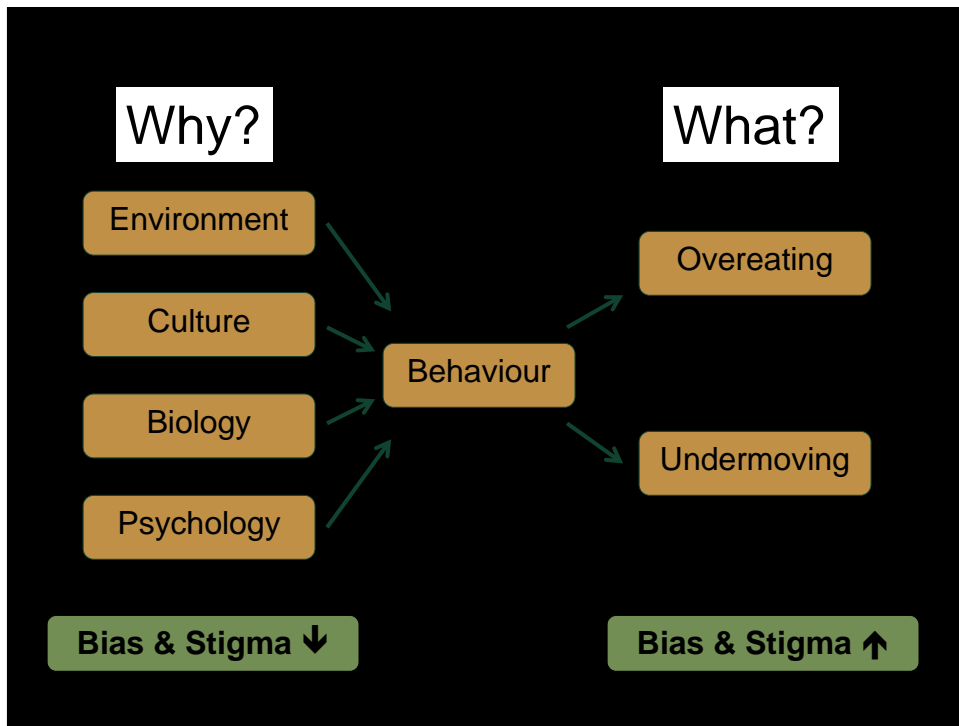 Why?
What?
Environment
Culture
Biology
Psychology
Behaviour
Overeating
Undermoving
Bias & Stigma 🡻
Bias & Stigma 🡹